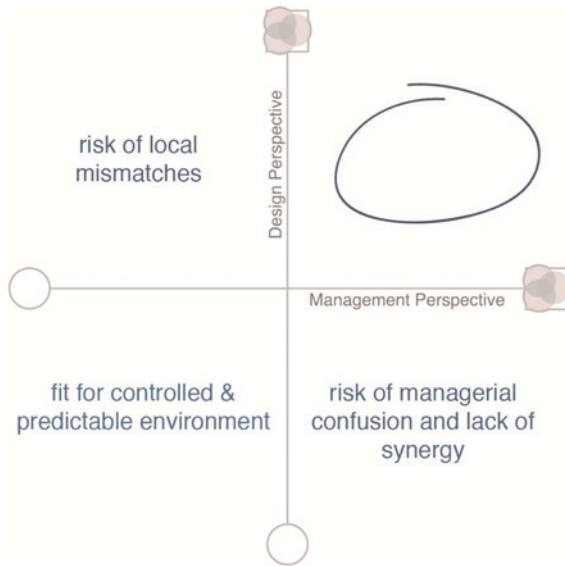 Design Perspective
risk of local
mismatches
Management Perspective
fit for controlled &
predictable environment
risk of managerial
confusion and lack of
synergy